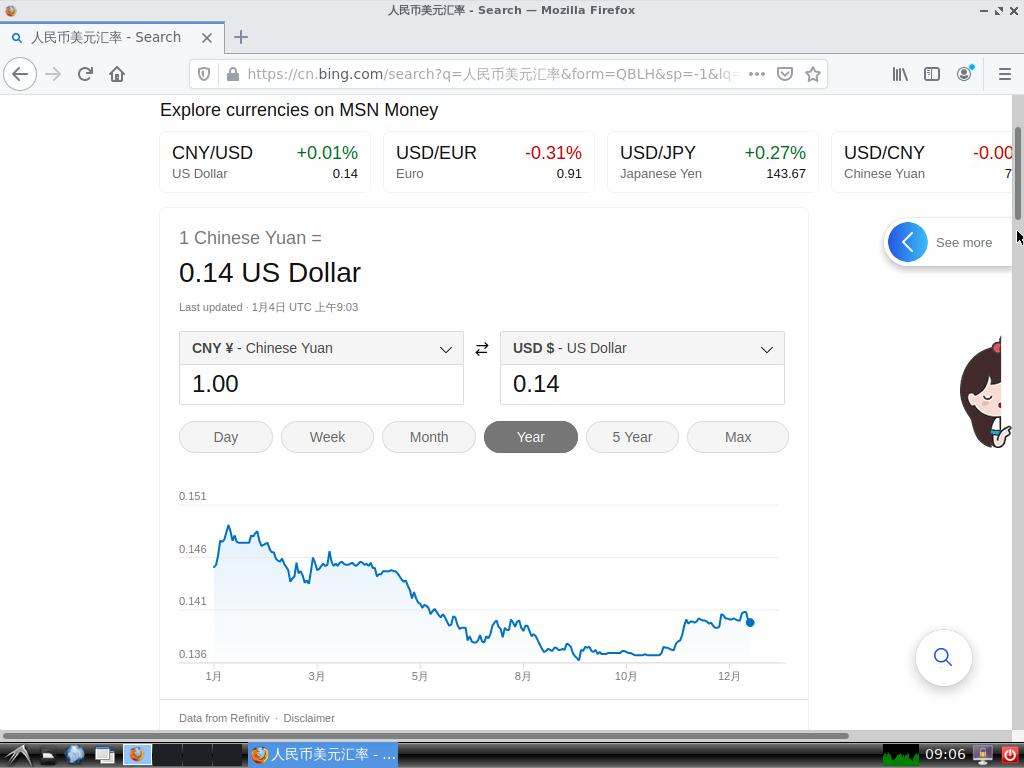 人民币美元汇率 - Search — Mozilla Firefox
人民币美元汇率 - Search
https://cn.bing.com/search?q=人民币美元汇率&form=QBLH&sp=-1&lq=
Explore currencies on MSN Money
CNY/USD +0.01%
US Dollar 0.14
USD/EUR -0.31%
Euro 0.91
USD/JPY +0.27%
Japanese Yen 143.67
USD/CNY -0.00
Chinese Yuan 7
See more
1 Chinese Yuan =
0.14 US Dollar
Last updated · 1月4日 UTC 上午9:03
CNY ¥ - Chinese Yuan
USD $ - US Dollar
1.00
0.14
Day Week Month Year 5 Year Max
0.151
0.146
0.141
0.136
1月 3月 5月 8月 10月 12月
Data from Refinitiv · Disclaimer
人民币美元汇率 - ...
09:06